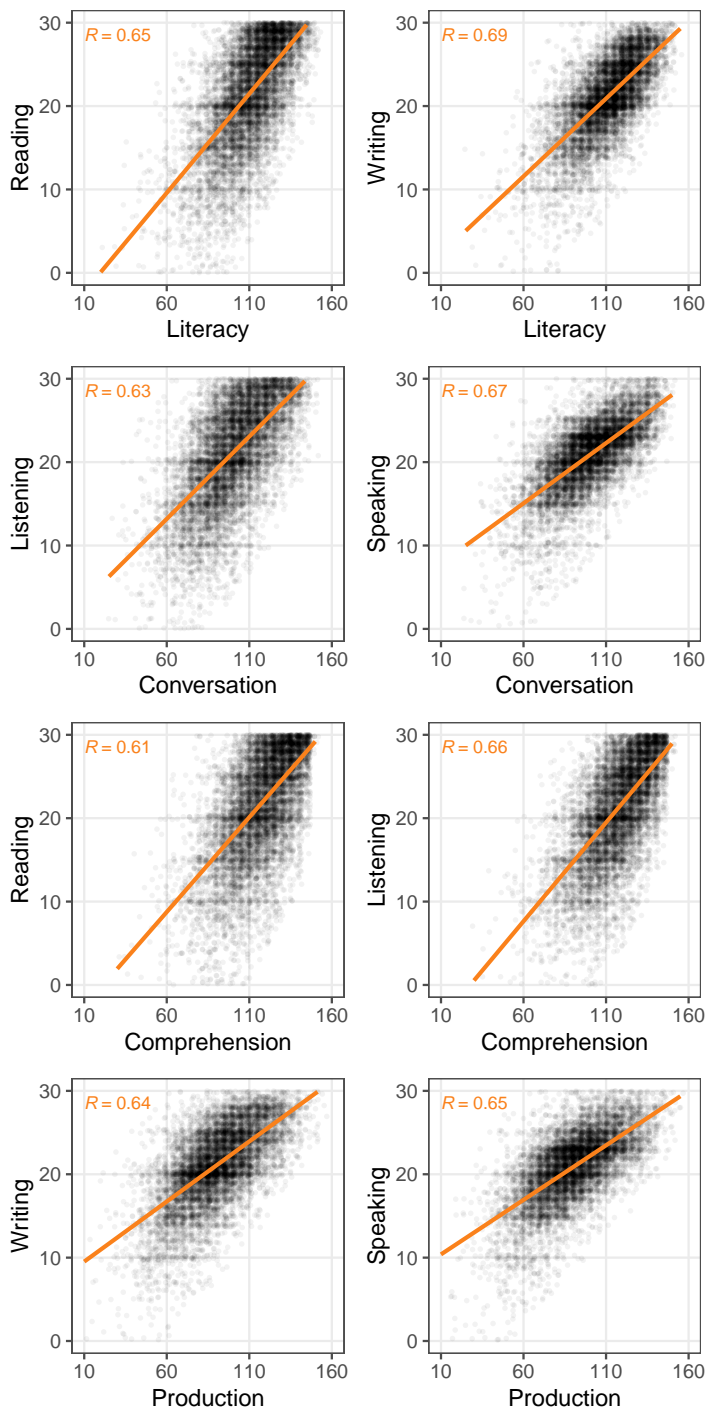 30
20
10
0
Reading
R = 0.65
10 60 110 160
Literacy
30
20
10
0
Writing
R = 0.69
10 60 110 160
Literacy
30
20
10
0
Listening
R = 0.63
10 60 110 160
Conversation
30
20
10
0
Speaking
R = 0.67
10 60 110 160
Conversation
30
20
10
0
Reading
R = 0.61
10 60 110 160
Comprehension
30
20
10
0
Listening
R = 0.66
10 60 110 160
Comprehension
30
20
10
0
Writing
R = 0.64
10 60 110 160
Production
30
20
10
0
Speaking
R = 0.65
10 60 110 160
Production